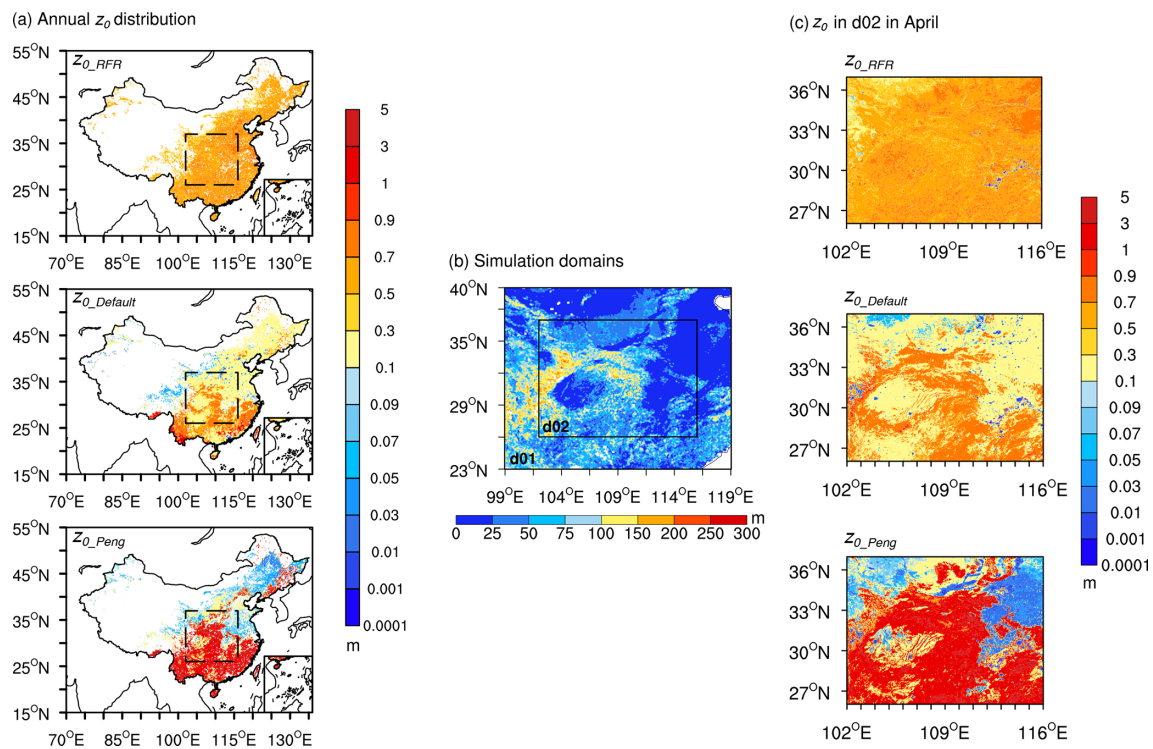 (a) Annual z0 distribution
z0_RFR
55°N
45°N
35°N
25°N
15°N
70°E 85°E 100°E 115°E 130°E
z0_Default
55°N
45°N
35°N
25°N
15°N
70°E 85°E 100°E 115°E 130°E
z0_Peng
55°N
45°N
35°N
25°N
15°N
70°E 85°E 100°E 115°E 130°E
5
3
1
0.9
0.7
0.5
0.3
0.1
0.09
0.07
0.05
0.03
0.01
0.001
0.0001
m
(b) Simulation domains
40°N
35°N
29°N
23°N
d02
d01
99°E 104°E 109°E 114°E 119°E
m
0 25 50 75 100 150 200 250 300
(c) z0 in d02 in April
z0_RFR
36°N
33°N
30°N
27°N
102°E 109°E 116°E
z0_Default
36°N
33°N
30°N
27°N
102°E 109°E 116°E
z0_Peng
36°N
33°N
30°N
27°N
102°E 109°E 116°E
5
3
1
0.9
0.7
0.5
0.3
0.1
0.09
0.07
0.05
0.03
0.01
0.001
0.0001
m